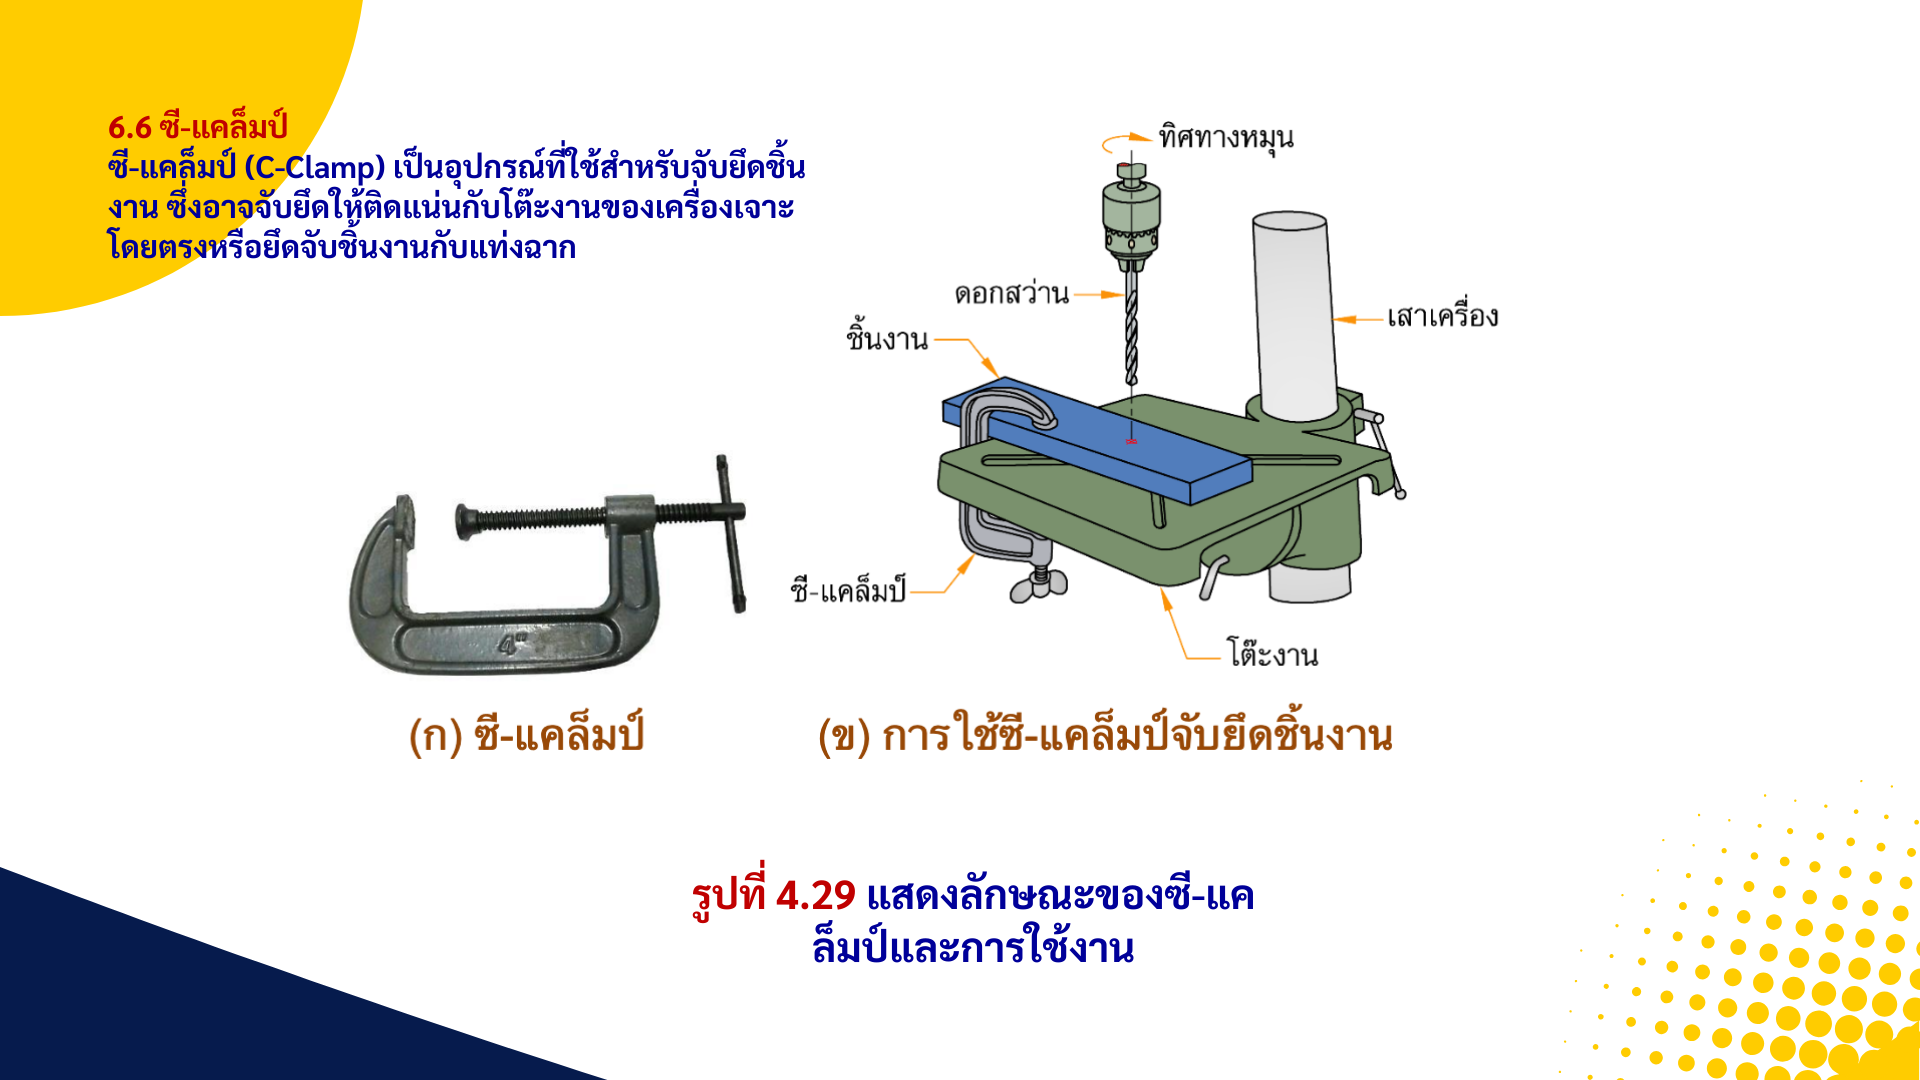 6.6 ซี-แคล็มป์
ซี-แคล็มป์ (C-Clamp) เป็นอุปกรณ์ที่ใช้สำหรับจับยึดชิ้น
งาน ซึ่งอาจจับยึดให้ติดแน่นกับโต๊ะงานของเครื่องเจาะ
โดยตรงหรือยึดจับชิ้นงานกับแท่งฉาก
ทิศทางหมุน
ดอกสว่าน
เสาเครื่อง
ชิ้นงาน
4"
ซี-แคล็มป์
โต๊ะงาน
(ก) ซี-แคล็มป์
(ข) การใช้ซี-แคล็มป์จับยึดชิ้นงาน
รูปที่ 4.29 แสดงลักษณะของซี-แค
ล็มป์และการใช้งาน